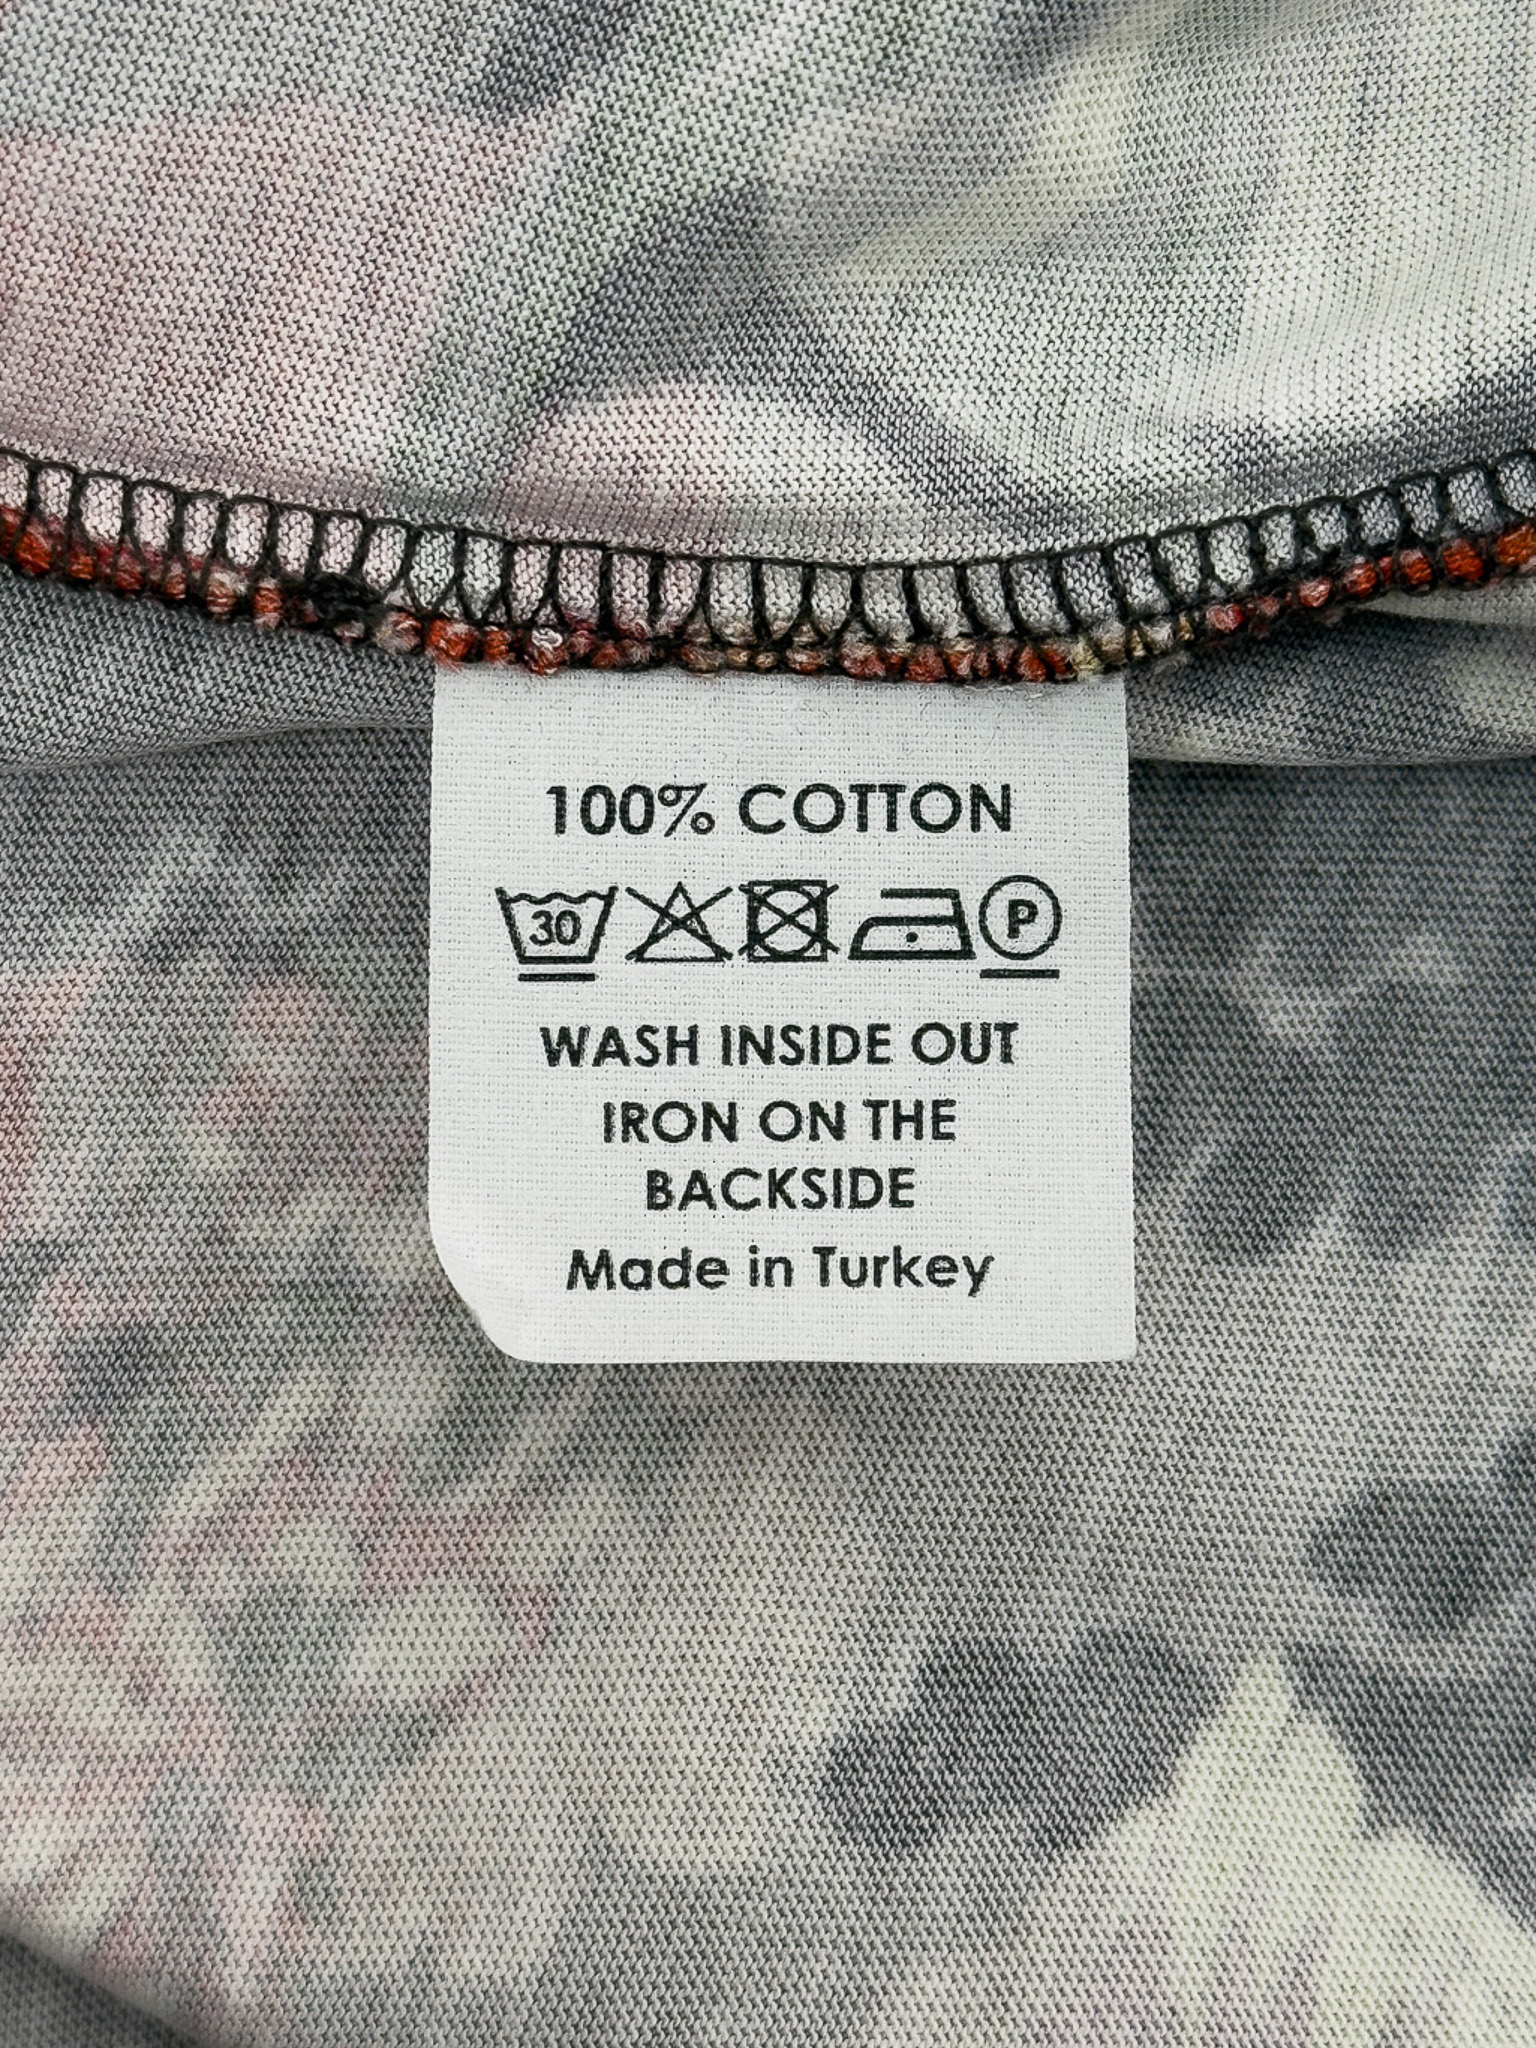 100% COTTON
30 P
WASH INSIDE OUT
IRON ON THE
BACKSIDE
Made in Turkey